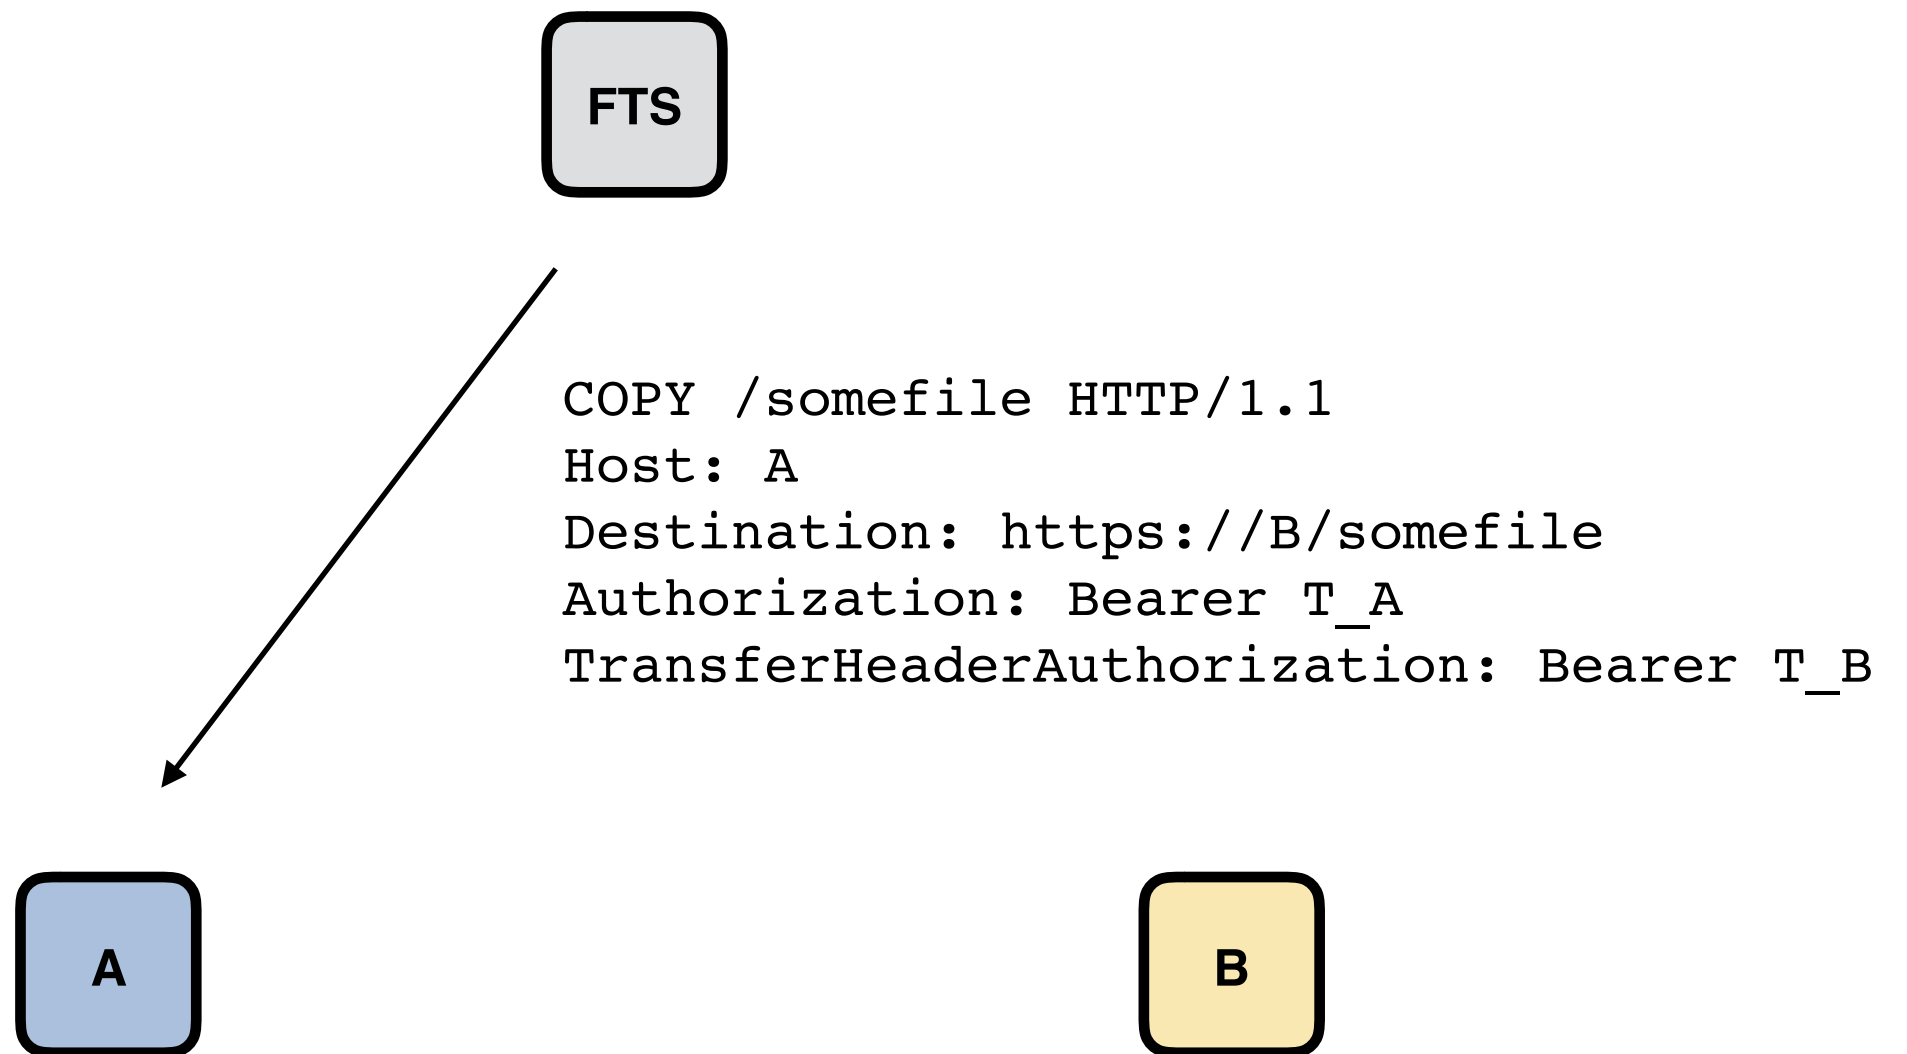 FTS
COPY /somefile HTTP/1.1
Host: A
Destination: https://B/somefile
Authorization: Bearer T_A
TransferHeaderAuthorization: Bearer T_B
A
B